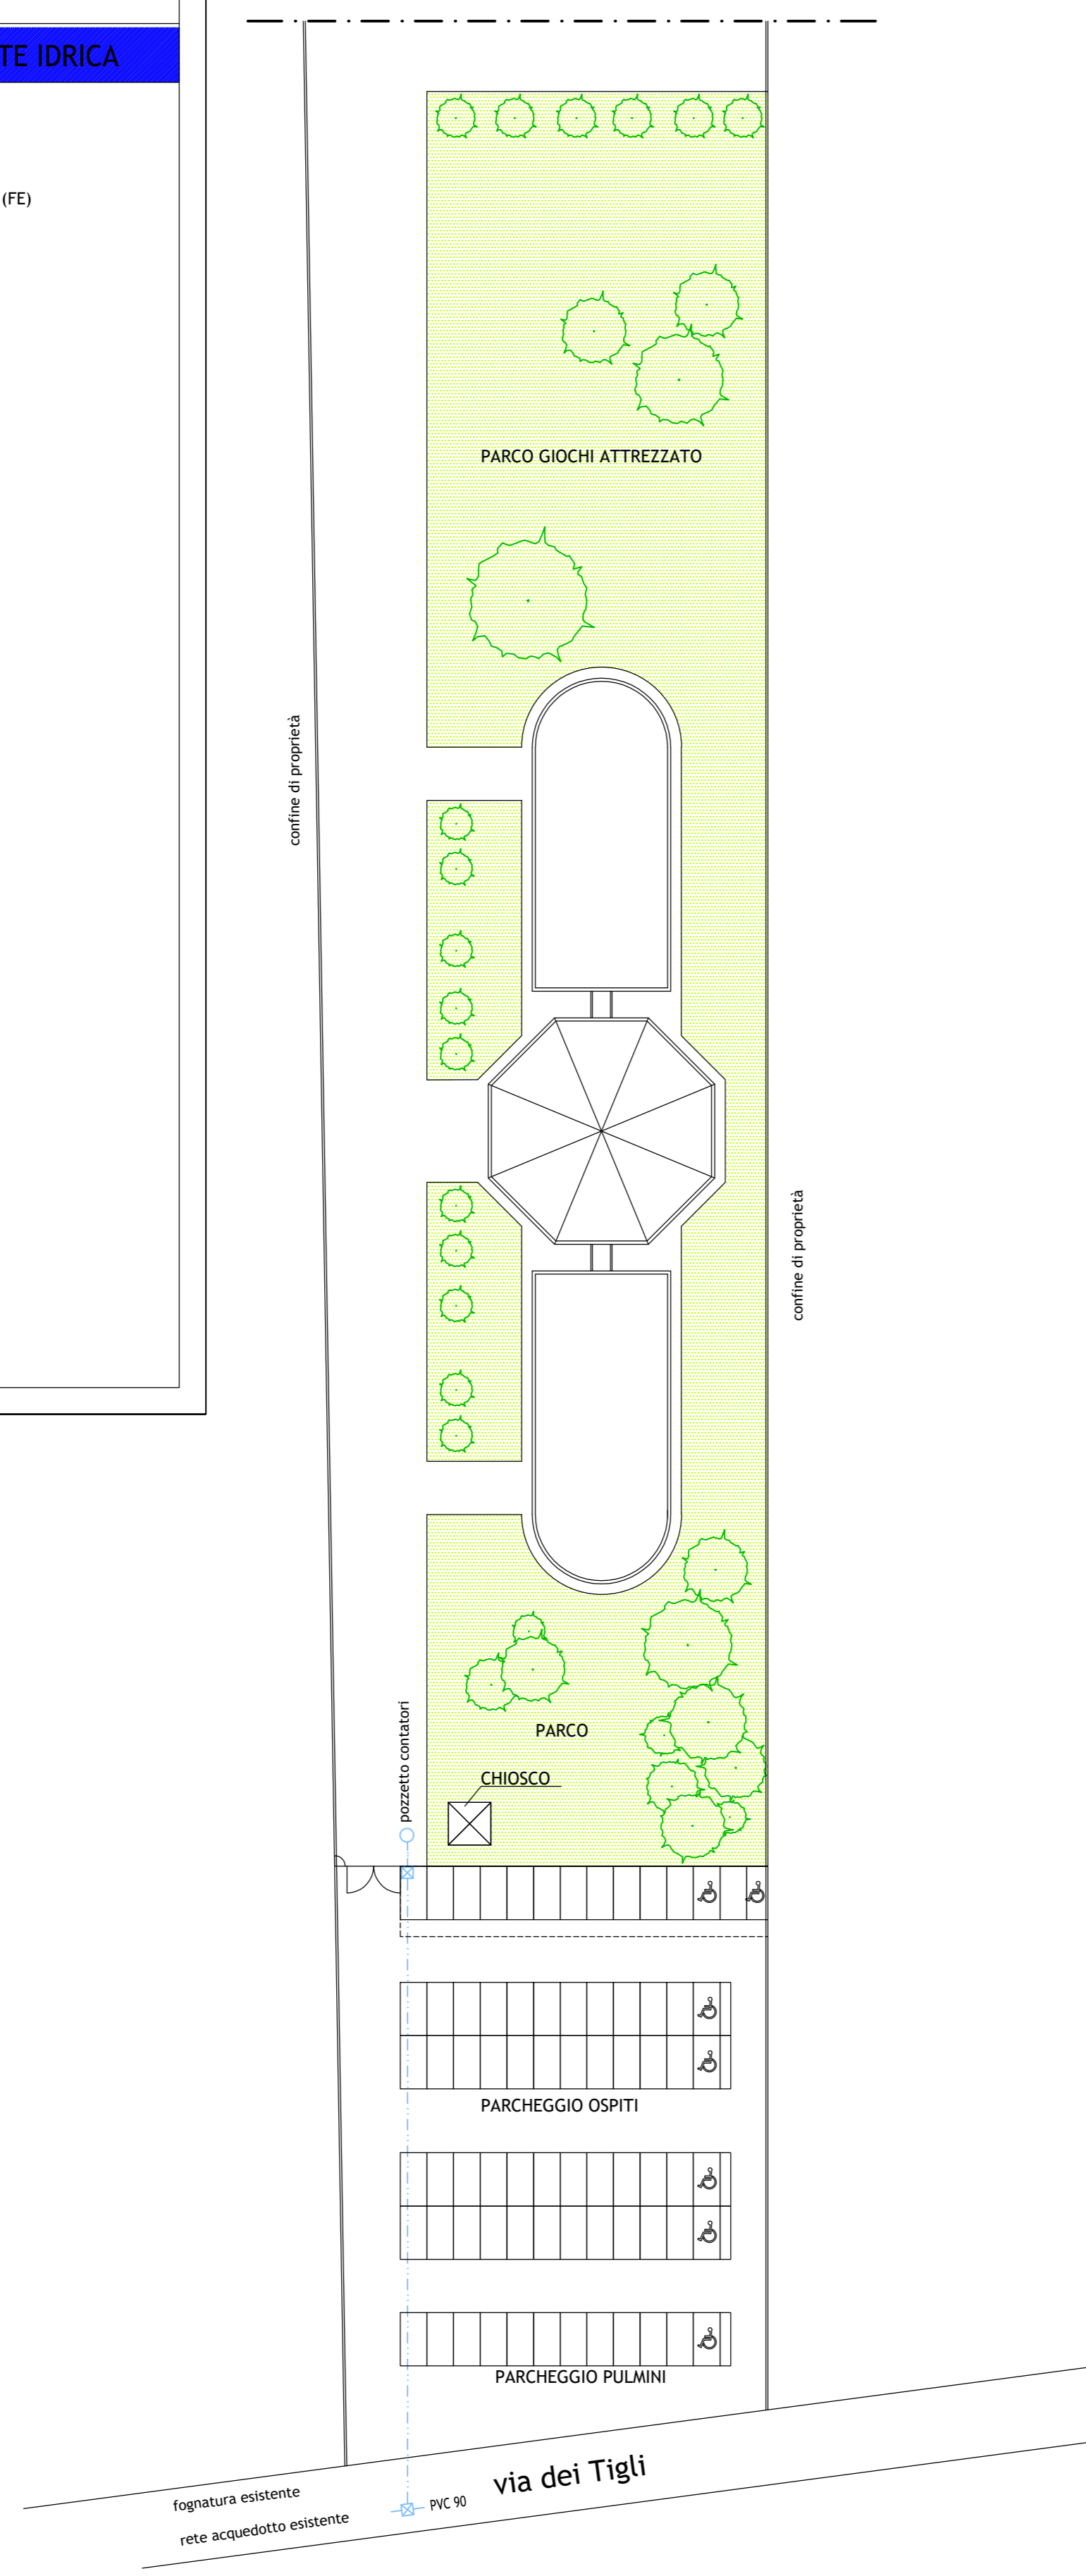 TE IDRICA
(FE)
PARCO GIOCHI ATTREZZATO
confine di proprietà
confine di proprietà
pozzetto contatori
PARCO
CHIOSCO
PARCHEGGIO OSPITI
PARCHEGGIO PULMINI
via dei Tigli
fognatura esistente
PVC 90
rete acquedotto esistente